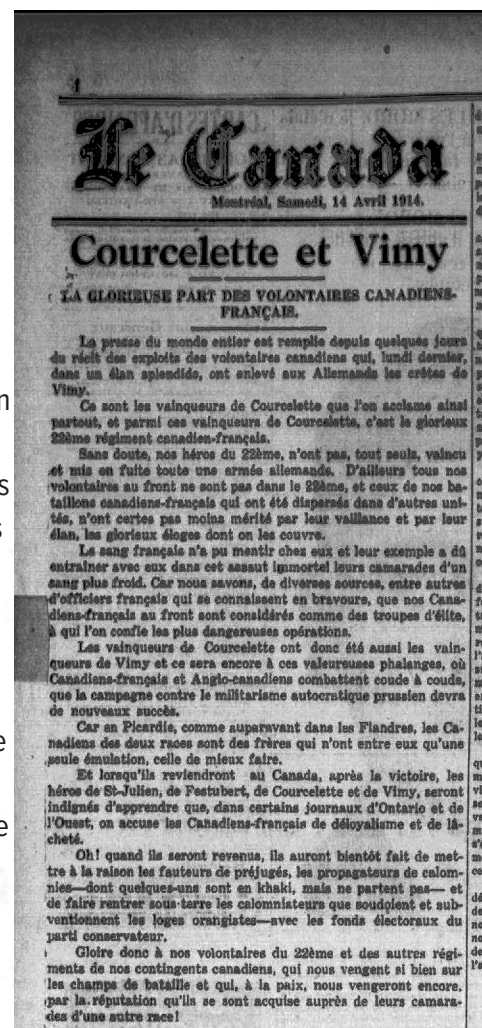 4
Le Canada
Montréal, Samedi, 14 Avril 1914.
Courcelette et Vimy
LA GLORIEUSE PART DES VOLONTAIRES CANADIENS-
FRANÇAIS.
La presse du monde entier est remplie depuis quelques jours
du récit des exploits des volontaires canadiens qui, lundi dernier,
dans un élan splendide, ont enlevé aux Allemands les crêtes de
Vimy.
Ce sont les vainqueurs de Courcelette que l'on acclame ainsi
partout, et parmi ces vainqueurs de Courcelette, c'est le glorieux
22ème régiment canadien-français.
Sans doute, nos héros du 22ème, n'ont pas, tout seuls, vaincu
et mis en fuite toute une armée allemande. D'ailleurs tous nos
volontaires au front ne sont pas dans le 22ème, et ceux de nos ba-
taillons canadiens-français qui ont été dispersés dans d'autres uni-
tés, n'ont certes pas moins mérité par leur vaillance et par leur
élan, les glorieux éloges dont on les couvre.
Le sang français n'a pu mentir chez eux et leur exemple a dû
entraîner avec eux dans cet assaut immortel leurs camarades d'un
sang plus froid. Car nous savons, de diverses sources, entre autres
d'officiers français qui se connaissent en bravoure, que nos Cana-
diens-français au front sont considérés comme des troupes d'élite,
à qui l'on confie les plus dangereuses opérations.
Les vainqueurs de Courcelette ont donc été aussi les vain-
queurs de Vimy et ce sera encore à ces valeureuses phalanges, où
Canadiens-français et Anglo-canadiens combattent coude à coude,
que la campagne contre le militarisme autocratique prussien devra
de nouveaux succès.
Car en Picardie, comme auparavant dans les Flandres, les Ca-
nadiens des deux races sont des frères qui n'ont entre eux qu'une
seule émulation, celle de mieux faire.
Et lorsqu'ils reviendront au Canada, après la victoire, les
héros de St-Julien, de Festubert, de Courcelette et de Vimy, seront
indignés d'apprendre que, dans certains journaux d'Ontario et de
l'Ouest, on accuse les Canadiens-français de déloyalisme et de lâ-
cheté.
Oh! quand ils seront revenus, ils auront bientôt fait de met-
tre à la raison les fauteurs de préjugés, les propagateurs de calom-
nies—dont quelques-uns sont en khaki, mais ne partent pas— et
de faire rentrer sous terre les calomniateurs que soudoient et sub-
ventionnent les loges orangistes—avec les fonds électoraux du
parti conservateur.
Gloire donc à nos volontaires du 22ème et des autres régi-
ments de nos contingents canadiens, qui nous vengent si bien sur
les champs de bataille et qui, à la paix, nous vengeront encore,
par la réputation qu'ils se sont acquise auprès de leurs camara-
des d'une autre race!